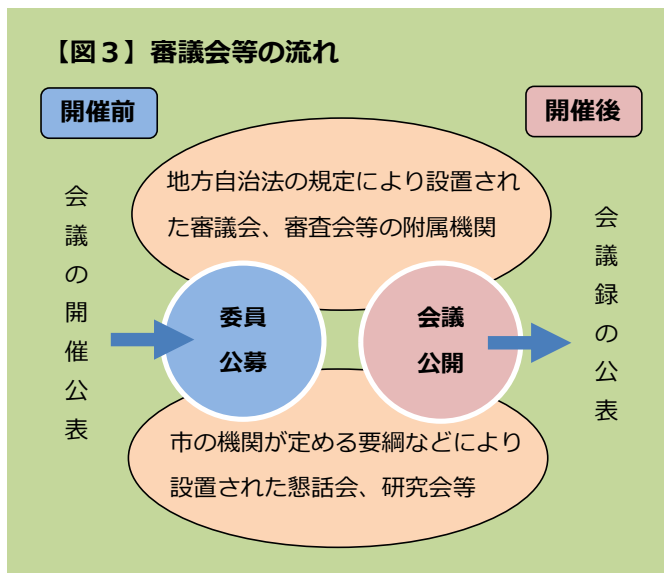 【図３】審議会等の流れ
開催前
開催後
地方自治法の規定により設置され
た審議会、審査会等の附属機関
会議の開催公表
委員
公募
会議
公開
会議録の公表
市の機関が定める要綱などにより
設置された懇話会、研究会等